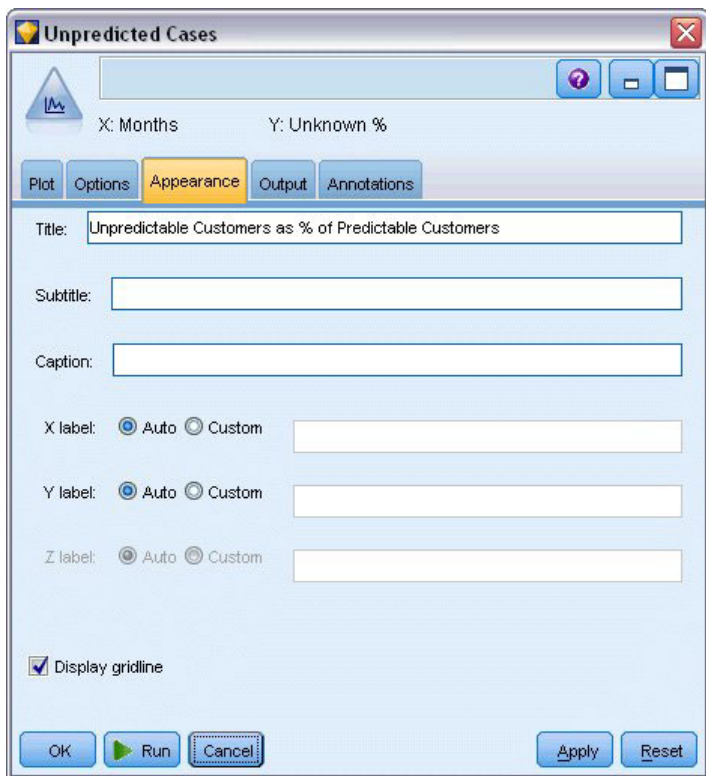 Unpredicted Cases
X: Months Y: Unknown %
Plot Options Appearance Output Annotations
Title: Unpredictable Customers as % of Predictable Customers
Subtitle:
Caption:
X label: Auto Custom
Y label: Auto Custom
Z label: Auto Custom
Display gridline
OK Run Cancel Apply Reset